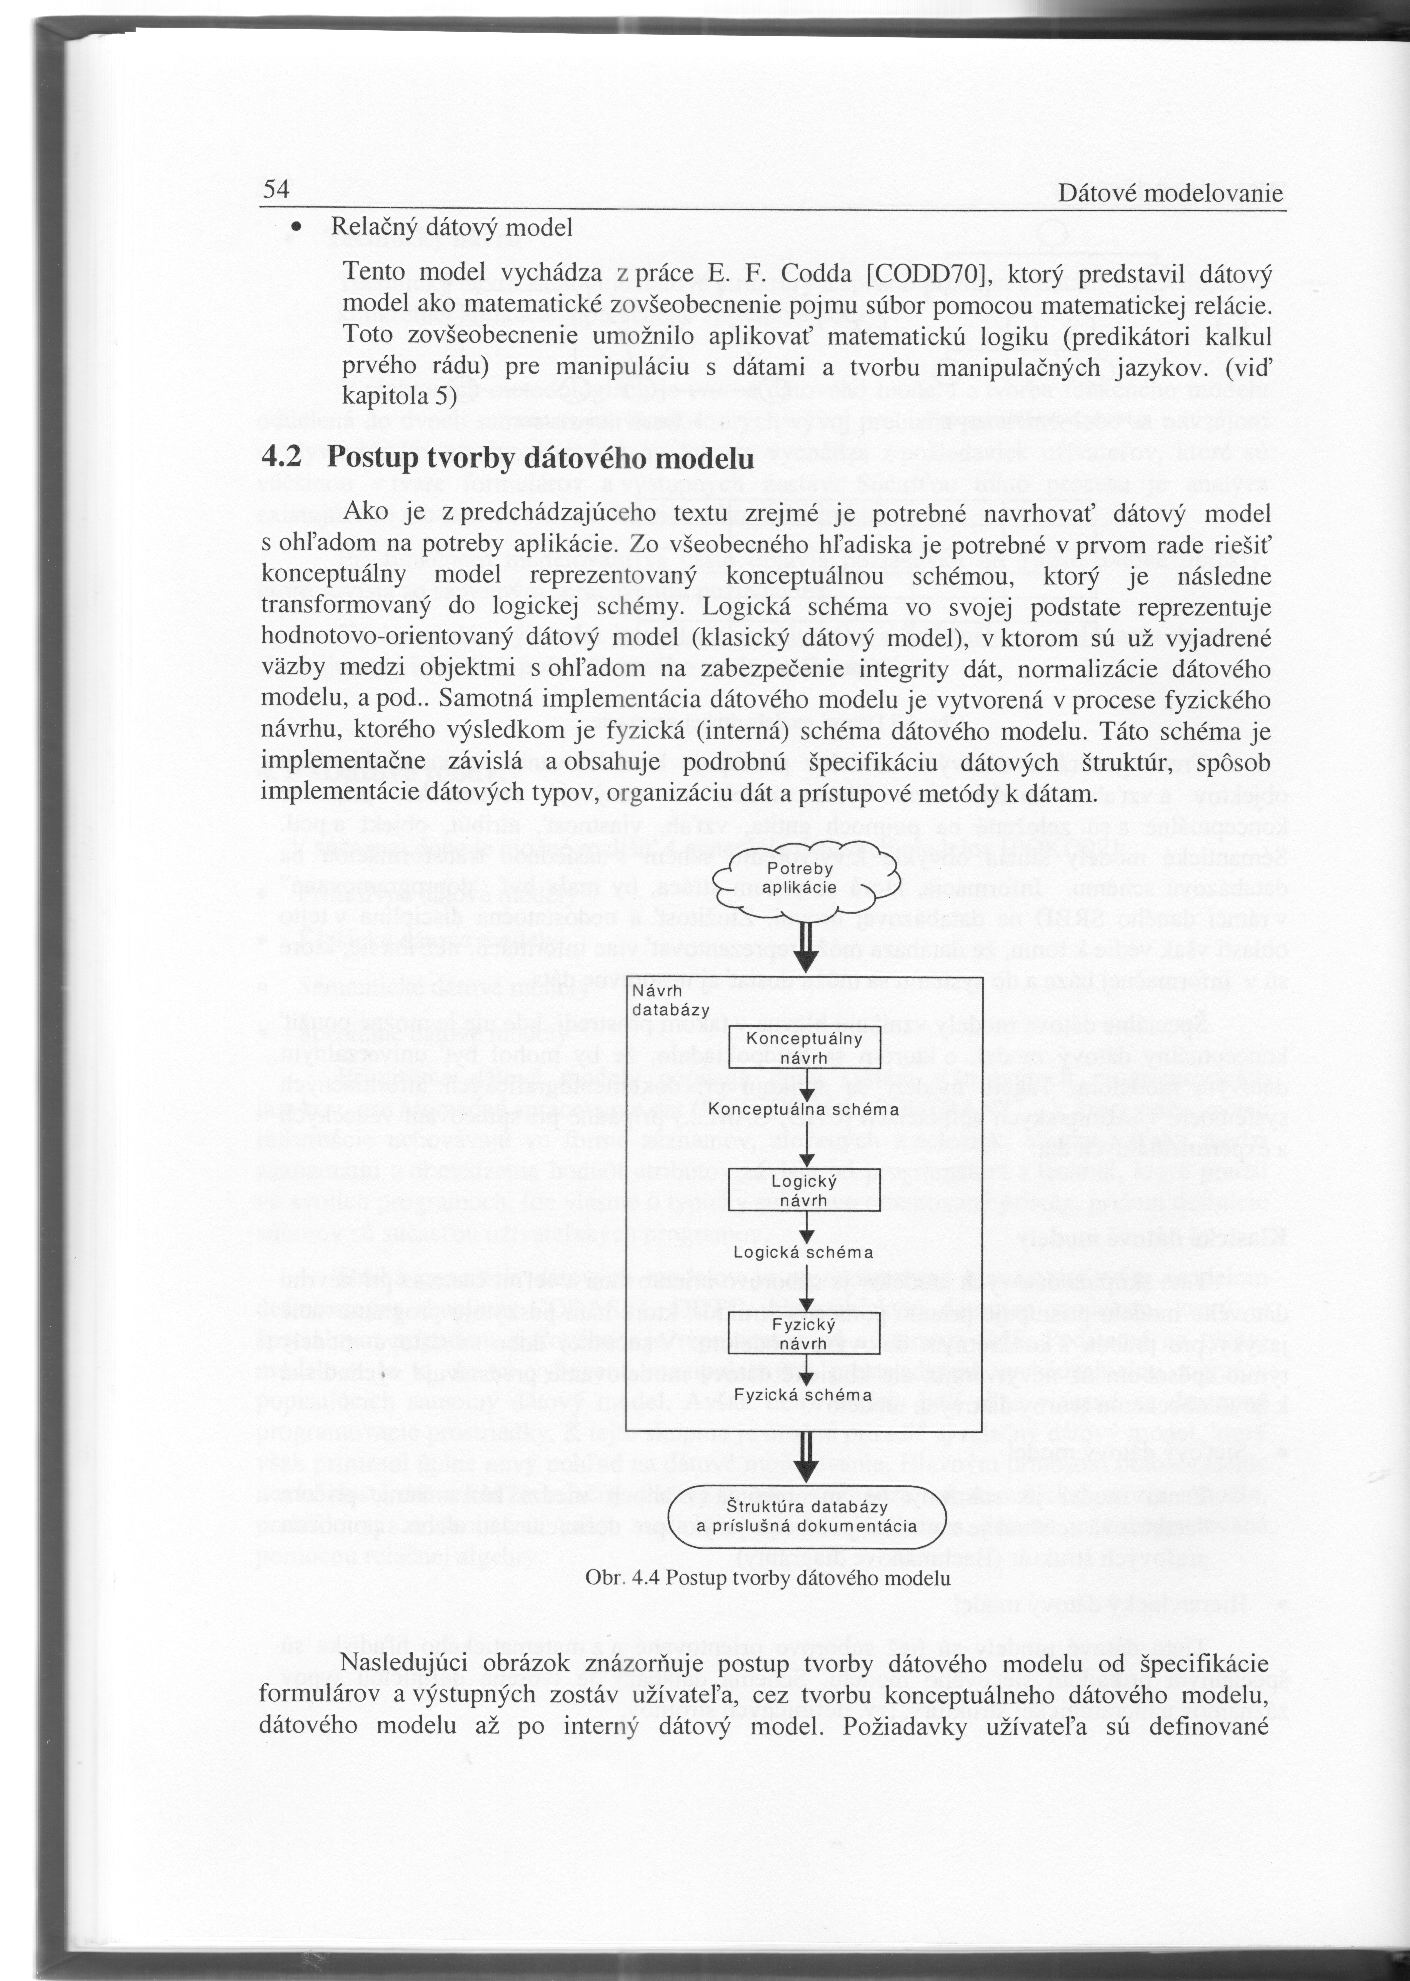 54 Dátové modelovanie
• Relačný dátový model
Tento model vychádza z práce E. F. Codda [CODD70], ktorý predstavil dátový
model ako matematické zovšeobecnenie pojmu súbor pomocou matematickej relácie.
Toto zovšeobecnenie umožnilo aplikovať matematickú logiku (predikátori kalkul
prvého rádu) pre manipuláciu s dátami a tvorbu manipulačných jazykov. (viď
kapitola 5)
4.2 Postup tvorby dátového modelu
Ako je z predchádzajúceho textu zrejmé je potrebné navrhovať dátový model
s ohľadom na potreby aplikácie. Zo všeobecného hľadiska je potrebné v prvom rade riešiť
konceptuálny model reprezentovaný konceptuálnou schémou, ktorý je následne
transformovaný do logickej schémy. Logická schéma vo svojej podstate reprezentuje
hodnotovo-orientovaný dátový model (klasický dátový model), v ktorom sú už vyjadrené
väzby medzi objektmi s ohľadom na zabezpečenie integrity dát, normalizácie dátového
modelu, a pod.. Samotná implementácia dátového modelu je vytvorená v procese fyzického
návrhu, ktorého výsledkom je fyzická (interná) schéma dátového modelu. Táto schéma je
implementačne závislá a obsahuje podrobnú špecifikáciu dátových štruktúr, spôsob
implementácie dátových typov, organizáciu dát a prístupové metódy k dátam.
Potreby
aplikácie
Návrh
databázy
Konceptuálny
návrh
Konceptuálna schéma
Logický
návrh
Logická schéma
Fyzický
návrh
Fyzická schéma
Štruktúra databázy
a príslušná dokumentácia
Obr. 4.4 Postup tvorby dátového modelu
Nasledujúci obrázok znázorňuje postup tvorby dátového modelu od špecifikácie
formulárov a výstupných zostáv užívateľa, cez tvorbu konceptuálneho dátového modelu,
dátového modelu až po interný dátový model. Požiadavky užívateľa sú definované